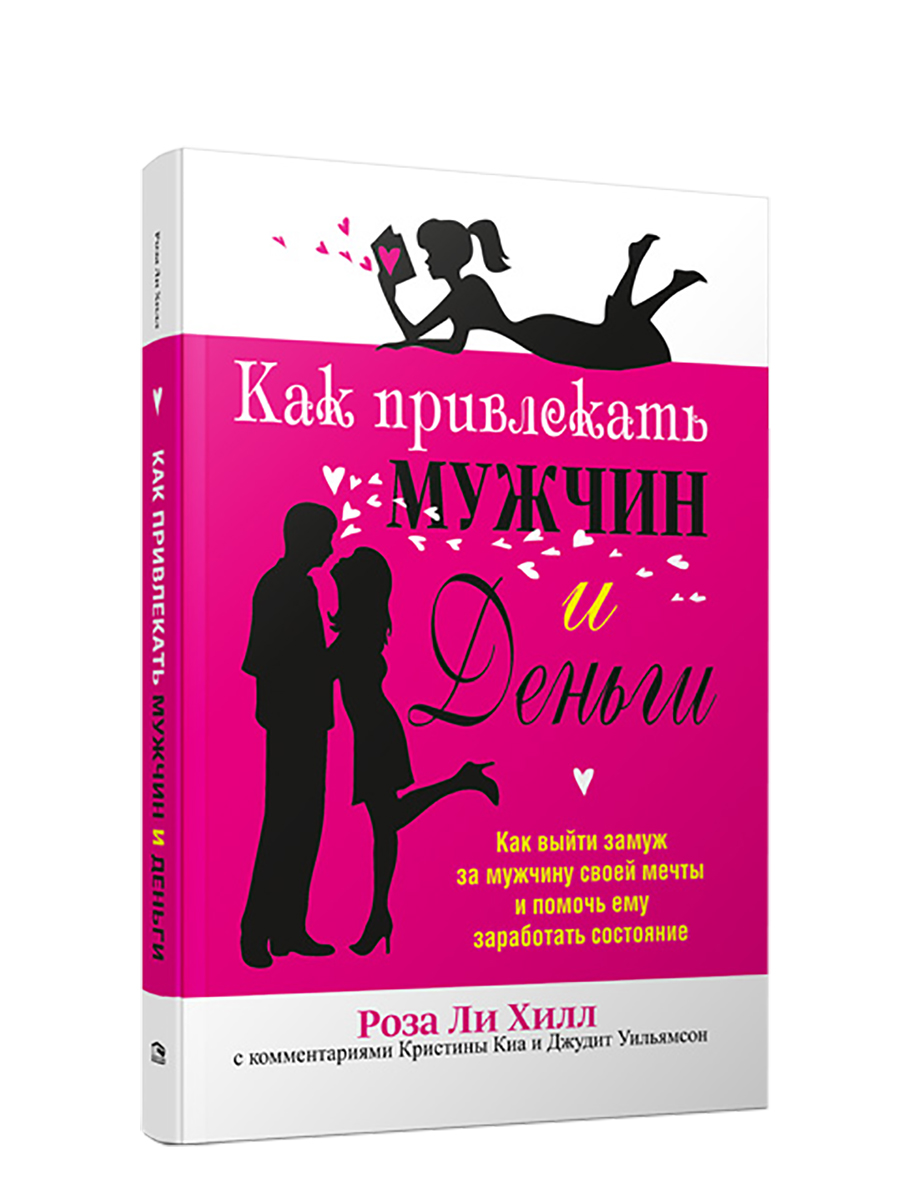 Как привлекать
МУЖЧИН
и
Деньги
Как выйти замуж
за мужчину своей мечты
и помочь ему
заработать состояние
Роза Ли Хилл
с комментариями Кристины Киа и Джудит Уильямсон
Роза Ли Хилл
КАК ПРИВЛЕКАТЬ МУЖЧИН И ДЕНЬГИ